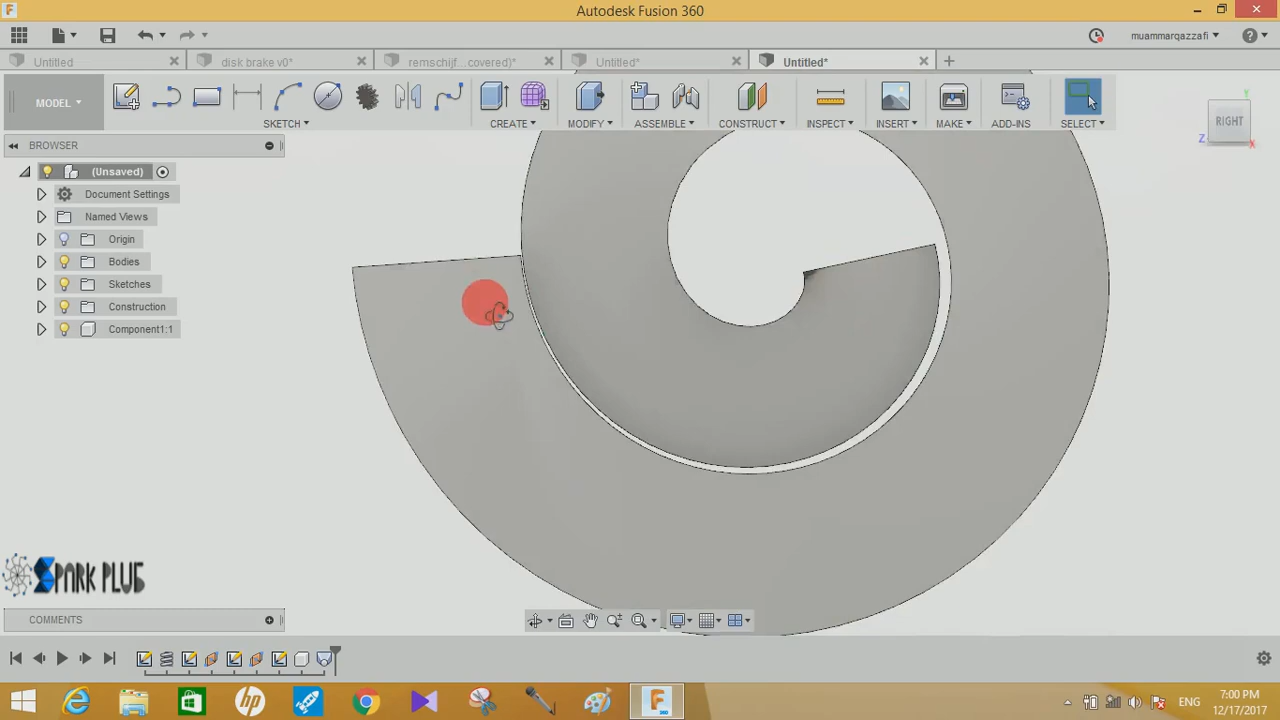 Autodesk Fusion 360
muammarqazzafi
Untitled
disk brake v0*
remschijf...covered)*
Untitled*
Untitled*
MODEL
SKETCH
CREATE
MODIFY
ASSEMBLE
CONSTRUCT
INSPECT
INSERT
MAKE
ADD-INS
SELECT
BROWSER
RIGHT
Y
Z
X
(Unsaved)
Document Settings
Named Views
Origin
Bodies
Sketches
Construction
Component1:1
SPARK PLUG
COMMENTS
ENG
7:00 PM
12/17/2017